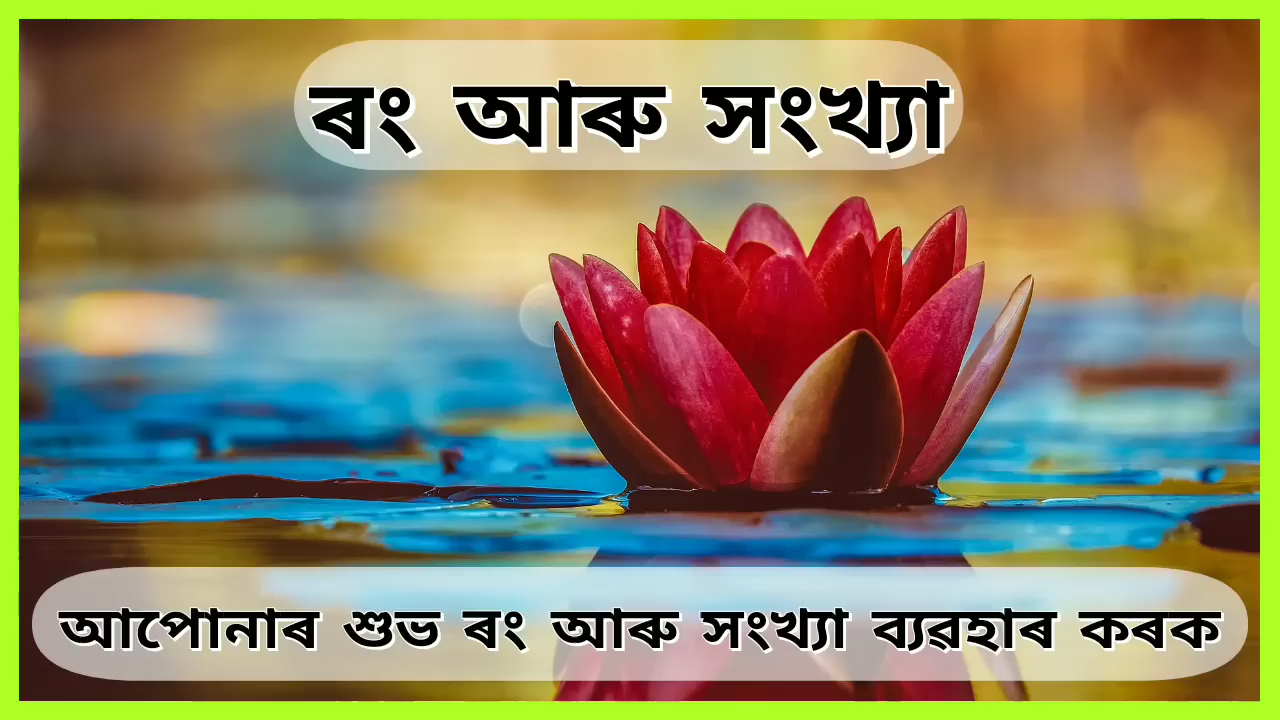 ৰং আৰু সংখ্যা
আপোনাৰ শুভ ৰং আৰু সংখ্যা ব্যৱহাৰ কৰক